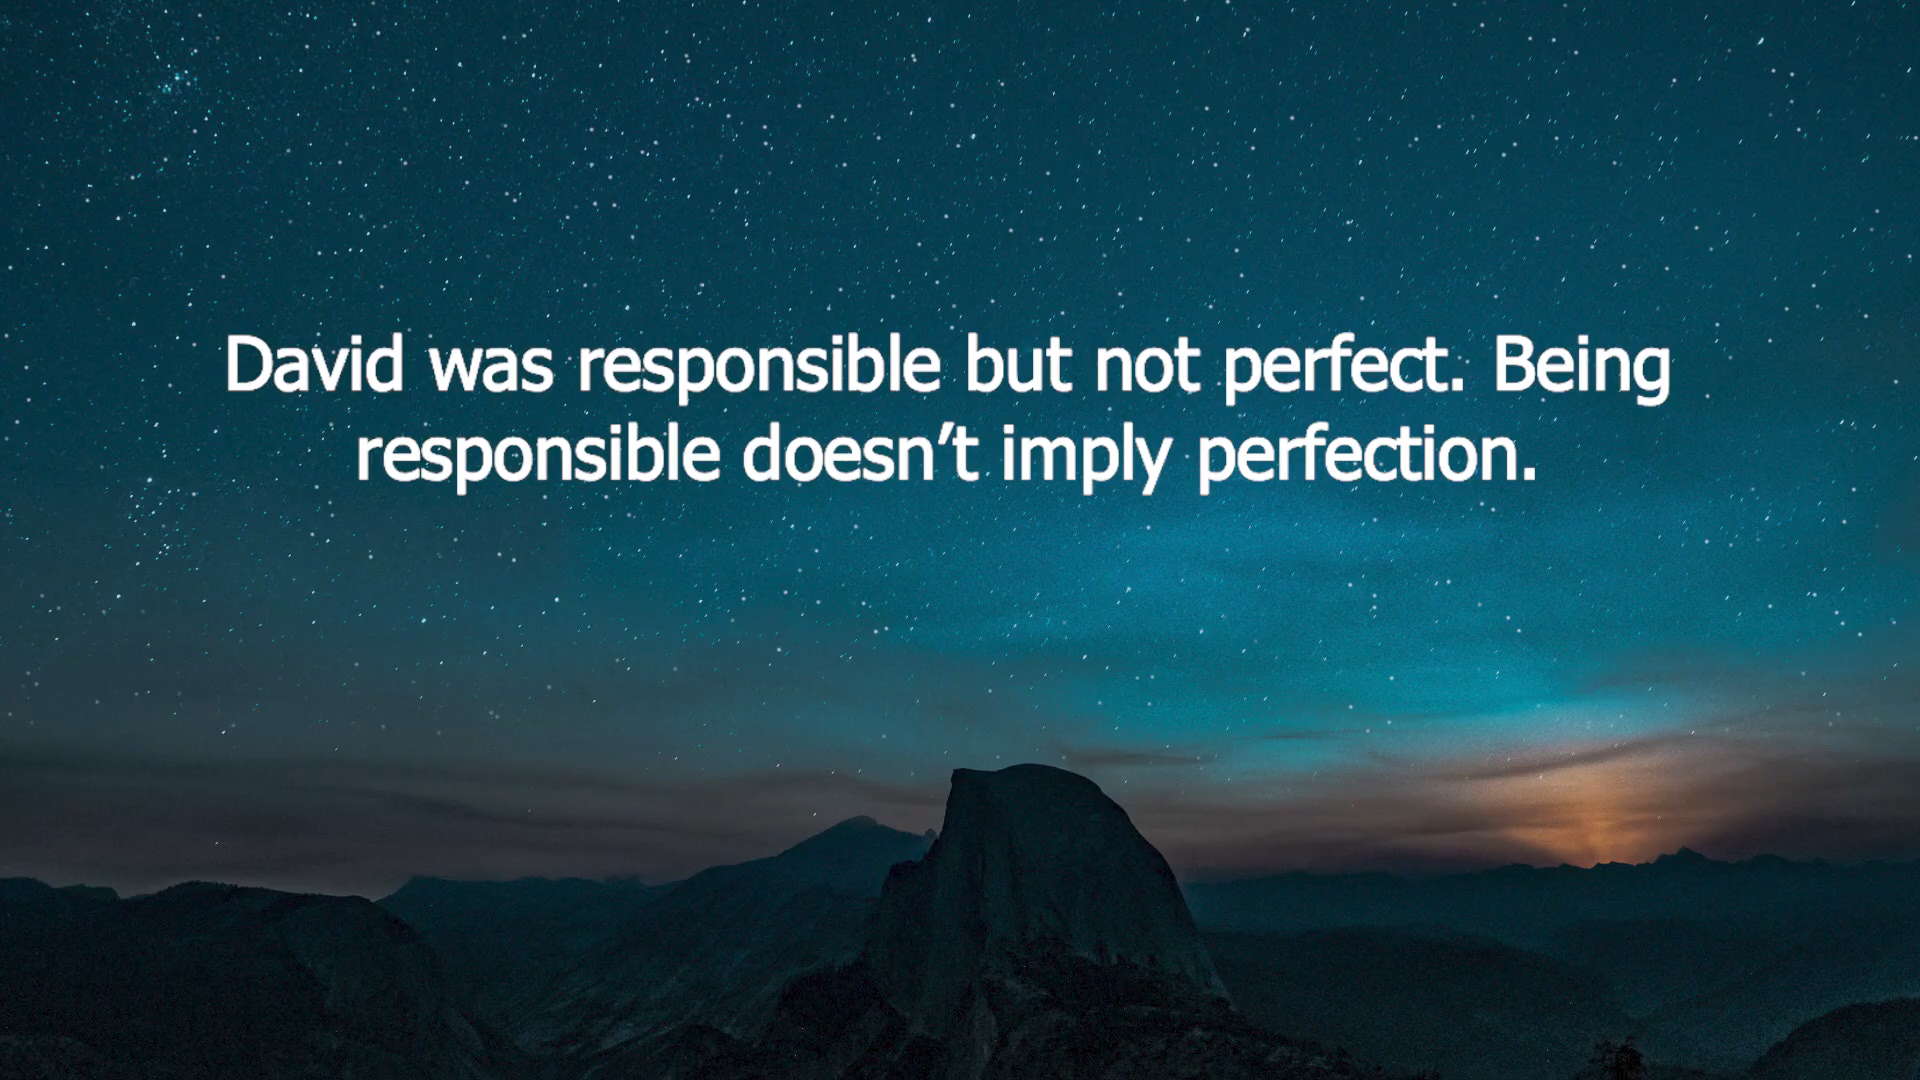 David was responsible but not perfect. Being
responsible doesn’t imply perfection.